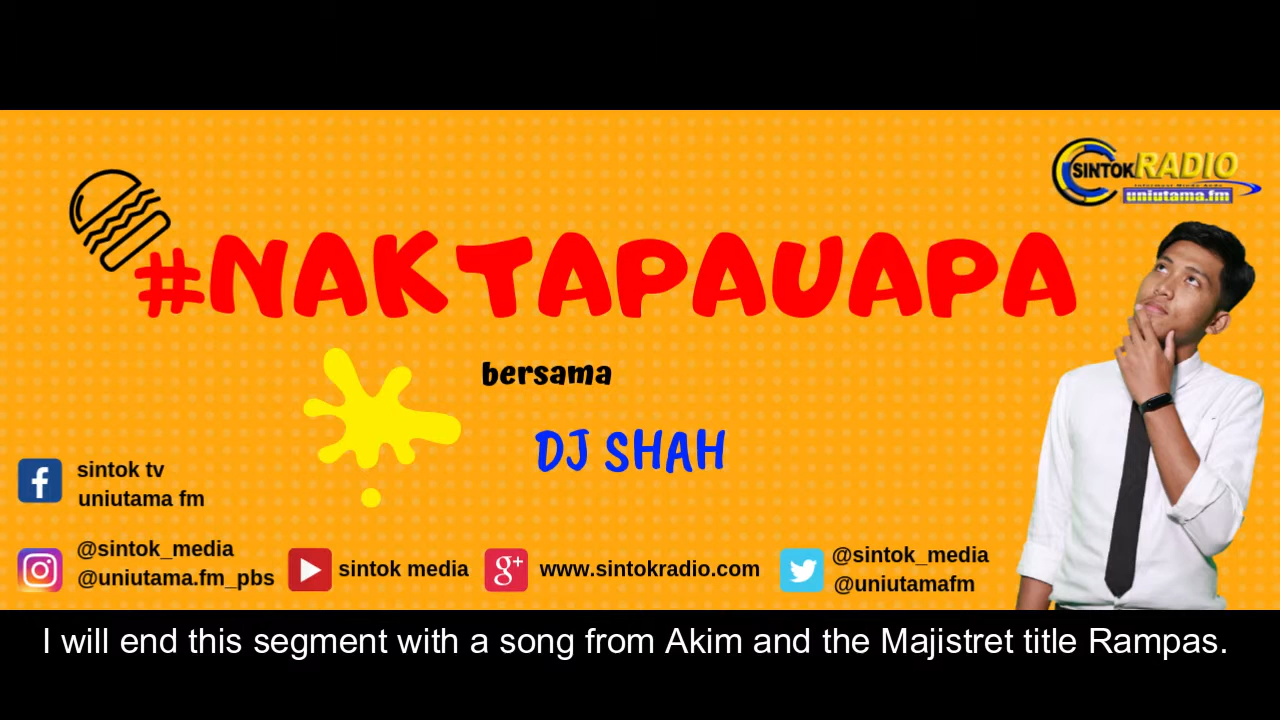 SINTOK RADIO
uniutama.fm
#NAKTAPAUAPA
bersama
DJ SHAH
sintok tv
uniutama fm
@sintok_media
@uniutama.fm_pbs
sintok media
g+
www.sintokradio.com
@sintok_media
@uniutamafm
I will end this segment with a song from Akim and the Majistret title Rampas.